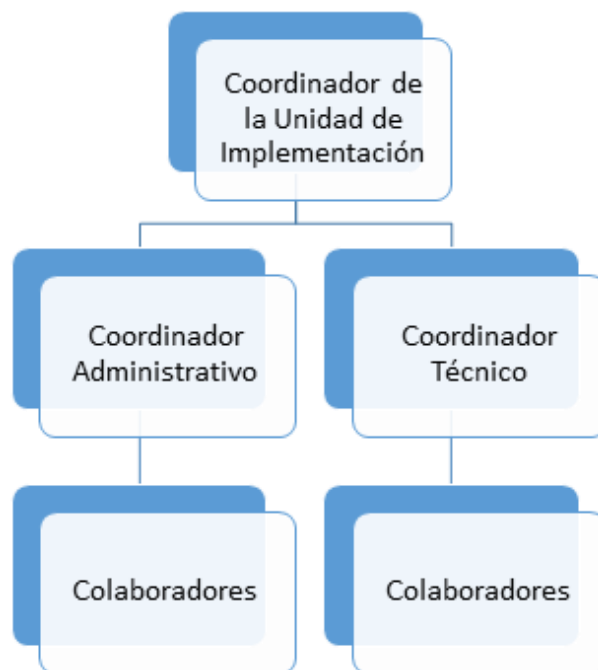 Coordinador de
la Unidad de
Implementación
Coordinador
Administrativo
Coordinador
Técnico
Colaboradores
Colaboradores